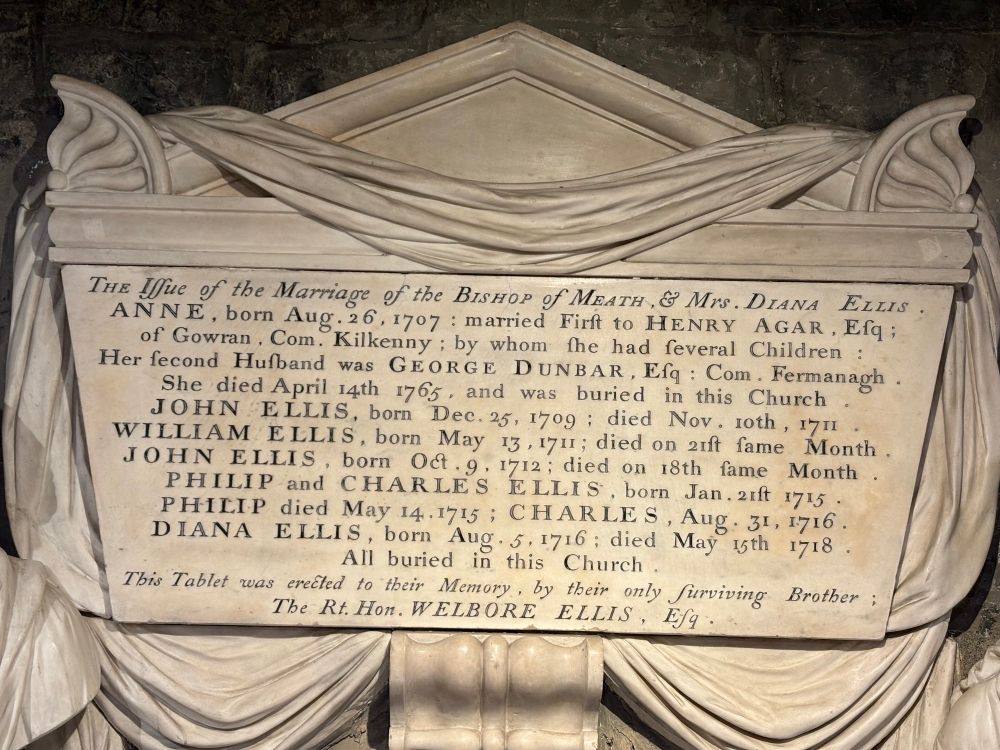 The Iſſue of the Marriage of the Bishop of Meath, & Mrs. Diana Ellis.
ANNE, born Aug. 26, 1707: married Firſt to HENRY AGAR, Eſq;
of Gowran, Com. Kilkenny; by whom ſhe had ſeveral Children:
Her ſecond Huſband was GEORGE DUNBAR, Eſq: Com. Fermanagh.
She died April 14th 1765, and was buried in this Church.
JOHN ELLIS, born Dec. 25, 1709; died Nov. 10th, 1711.
WILLIAM ELLIS, born May 13, 1711; died on 21ſt ſame Month.
JOHN ELLIS, born Oct. 9, 1712; died on 18th ſame Month.
PHILIP and CHARLES ELLIS, born Jan. 21ſt 1715.
PHILIP died May 14. 1715; CHARLES, Aug. 31, 1716.
DIANA ELLIS, born Aug. 5, 1716; died May 15th 1718.
All buried in this Church.
This Tablet was erected to their Memory, by their only ſurviving Brother;
The Rt. Hon. WELBORE ELLIS, Eſq.